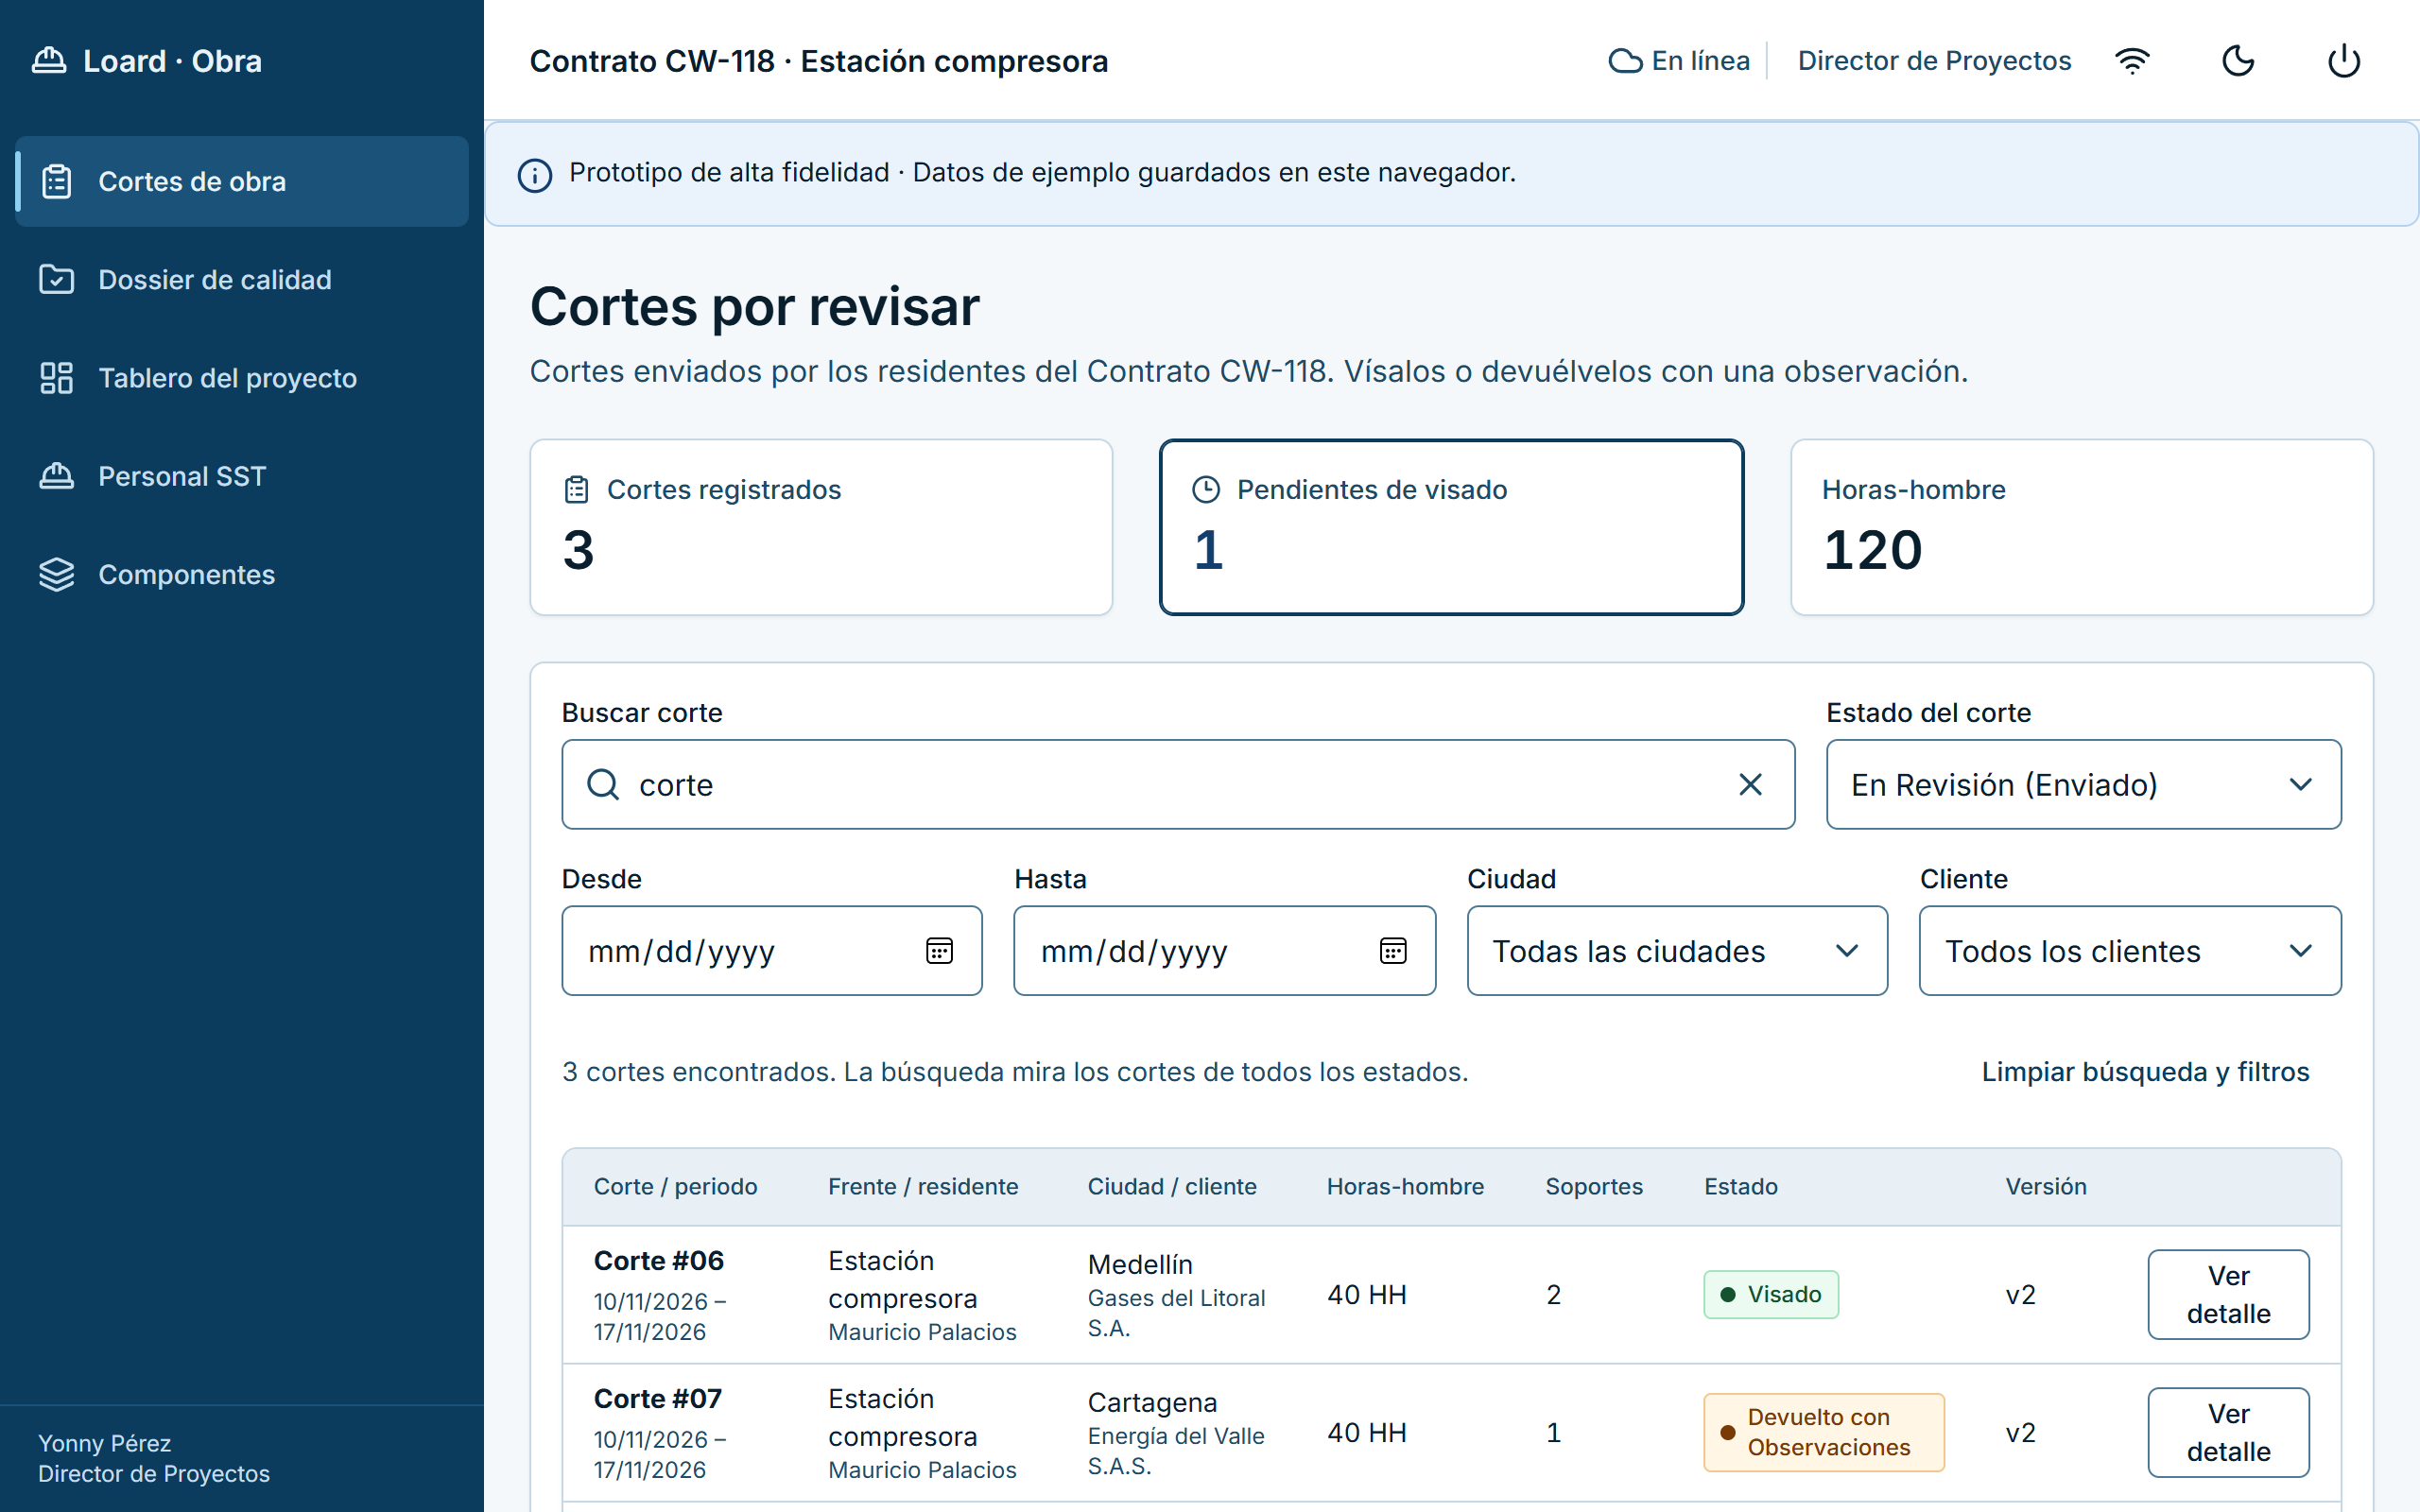 Loard · Obra
Contrato CW-118 · Estación compresora
En línea
Director de Proyectos
Cortes de obra
Dossier de calidad
Tablero del proyecto
Personal SST
Componentes
Yonny Pérez
Director de Proyectos
Prototipo de alta fidelidad · Datos de ejemplo guardados en este navegador.
Cortes por revisar
Cortes enviados por los residentes del Contrato CW-118. Vísalos o devuélvelos con una observación.
Cortes registrados
3
Pendientes de visado
1
Horas-hombre
120
Buscar corte
corte
Estado del corte
En Revisión (Enviado)
Desde
mm/dd/yyyy
Hasta
mm/dd/yyyy
Ciudad
Todas las ciudades
Cliente
Todos los clientes
3 cortes encontrados. La búsqueda mira los cortes de todos los estados.
Limpiar búsqueda y filtros
Corte / periodo
Frente / residente
Ciudad / cliente
Horas-hombre
Soportes
Estado
Versión
Corte #06
10/11/2026 –
17/11/2026
Estación
compresora
Mauricio Palacios
Medellín
Gases del Litoral
S.A.
40 HH
2
Visado
v2
Ver
detalle
Corte #07
10/11/2026 –
17/11/2026
Estación
compresora
Mauricio Palacios
Cartagena
Energía del Valle
S.A.S.
40 HH
1
Devuelto con
Observaciones
v2
Ver
detalle